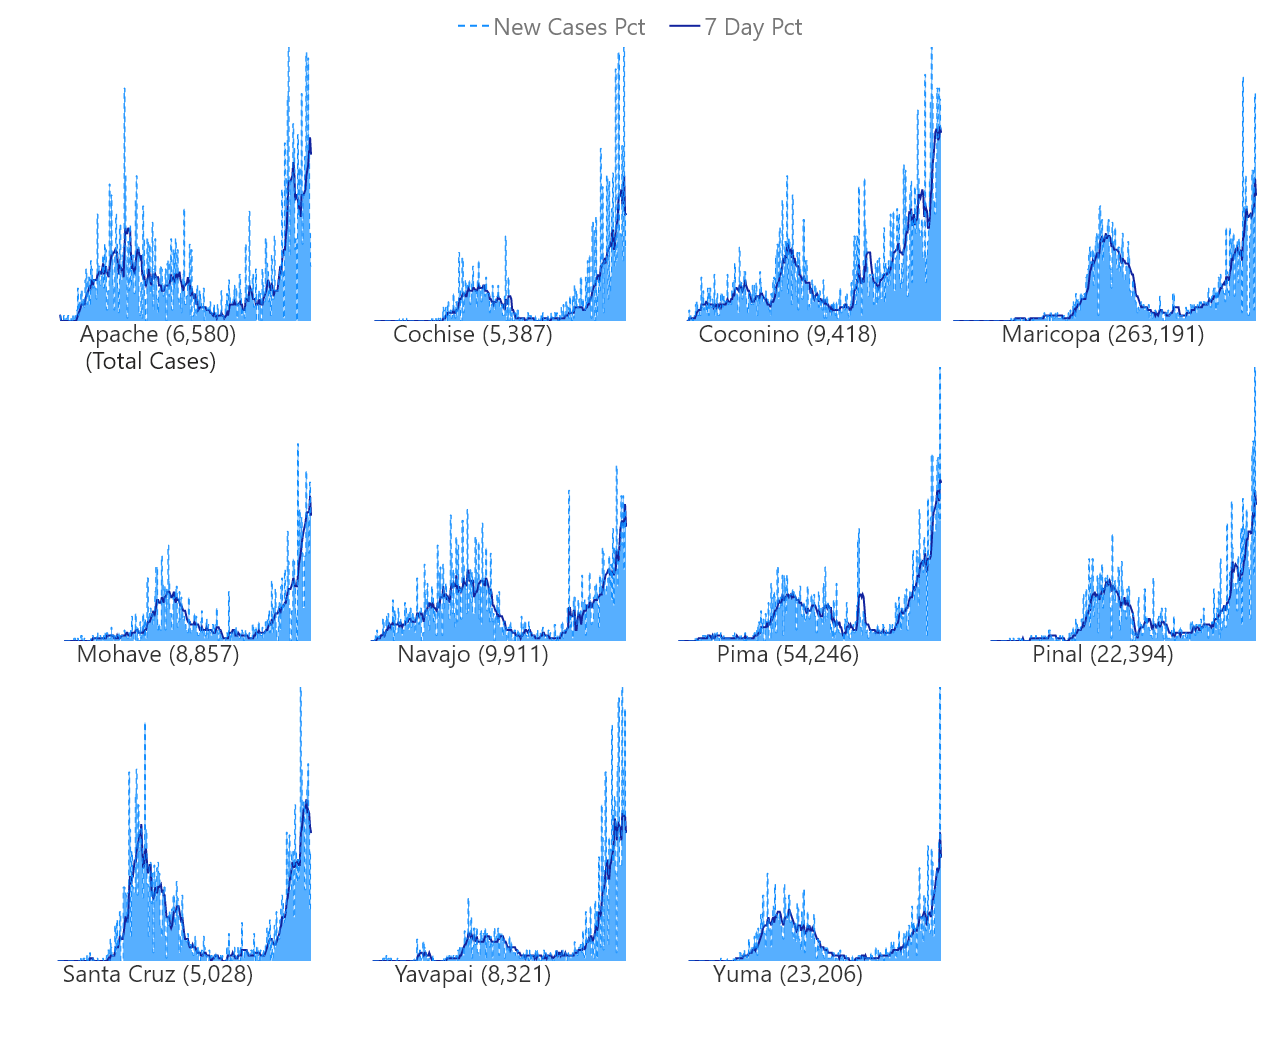 New Cases Pct 7 Day Pct
Apache (6,580) Cochise (5,387) Coconino (9,418) Maricopa (263,191)
(Total Cases)
Mohave (8,857) Navajo (9,911) Pima (54,246) Pinal (22,394)
Santa Cruz (5,028) Yavapai (8,321) Yuma (23,206)